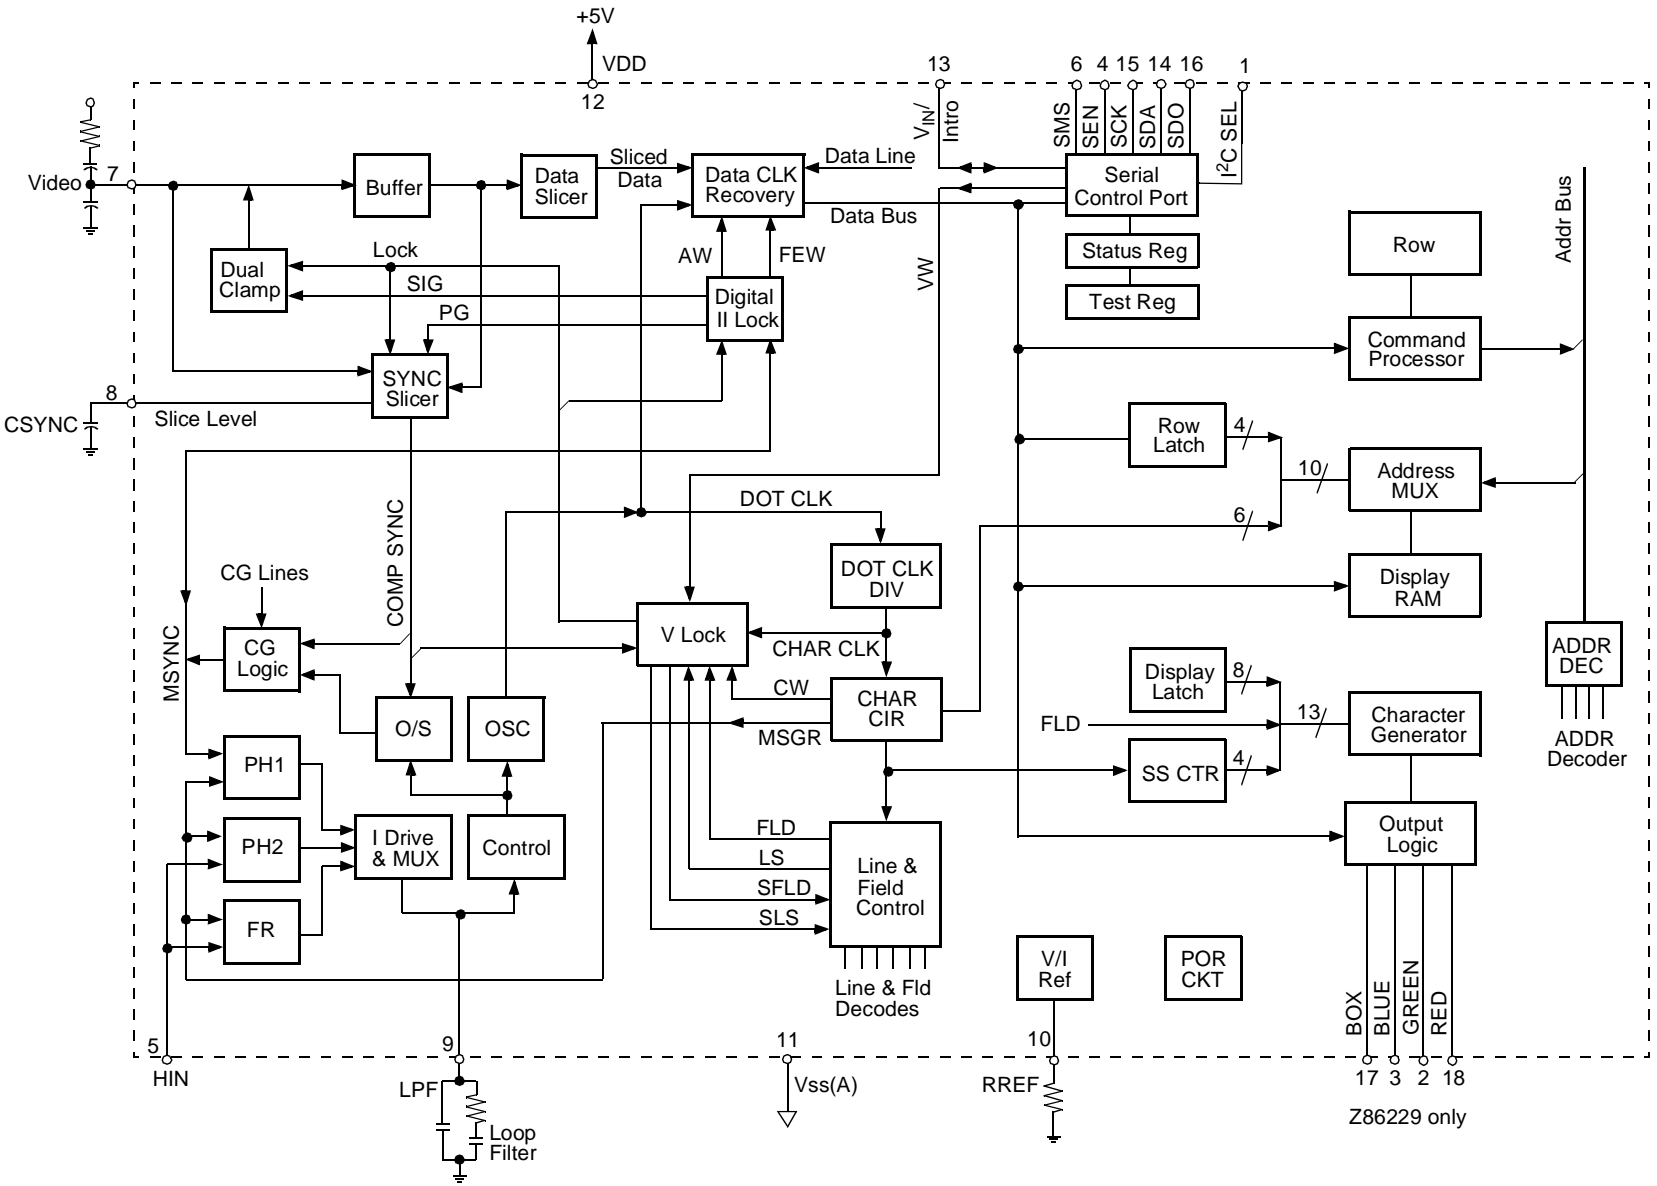 +5V
VDD
12
13
6 4 15 14 16 1
V_IN/
Intro
SMS
SEN
SCK
SDA
SDO
I²C SEL
Video
7
Buffer
Data
Slicer
Sliced
Data
Data CLK
Recovery
Data Line
Data Bus
Serial
Control Port
Addr Bus
Status Reg
Test Reg
Row
Lock
SIG
PG
AW
FEW
VW
Dual
Clamp
Digital
II Lock
SYNC
Slicer
Command
Processor
8
CSYNC
Slice Level
Row
Latch
4
10
Address
MUX
6
DOT CLK
COMP SYNC
DOT CLK
DIV
Display
RAM
CG Lines
MSYNC
CG
Logic
V Lock
CHAR CLK
ADDR
DEC
ADDR
Decoder
CW
CHAR
CIR
MSGR
Display
Latch
8
FLD
13
Character
Generator
O/S
OSC
PH1
SS CTR
4
PH2
I Drive
& MUX
Control
FLD
LS
SFLD
SLS
Line &
Field
Control
Output
Logic
FR
Line & Fld
Decodes
V/I
Ref
POR
CKT
BOX
BLUE
GREEN
RED
5
HIN
9
LPF
Loop
Filter
11
Vss(A)
10
RREF
17 3 2 18
Z86229 only